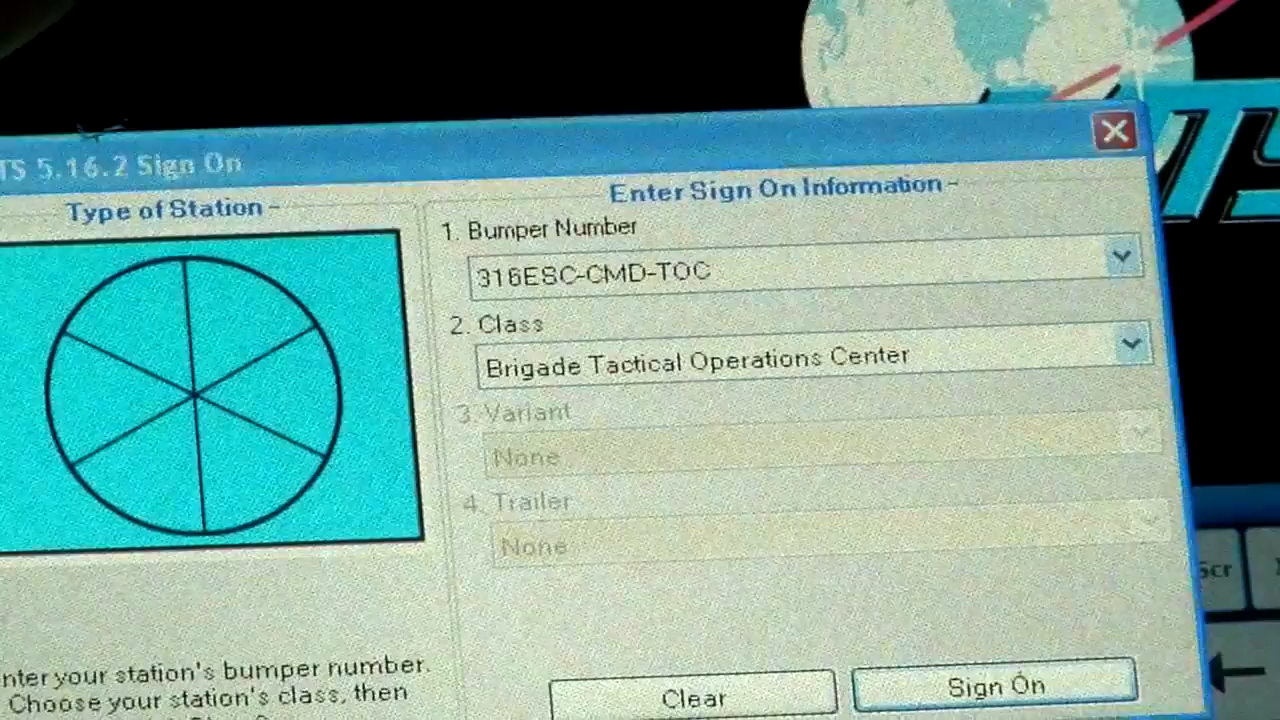 TS 5.16.2 Sign On
Type of Station
Enter Sign On Information
1. Bumper Number
316ESC-CMD-TOC
2. Class
Brigade Tactical Operations Center
3. Variant
None
4. Trailer
None
nter your station's bumper number.
Choose your station's class, then
Clear
Sign On
Scr